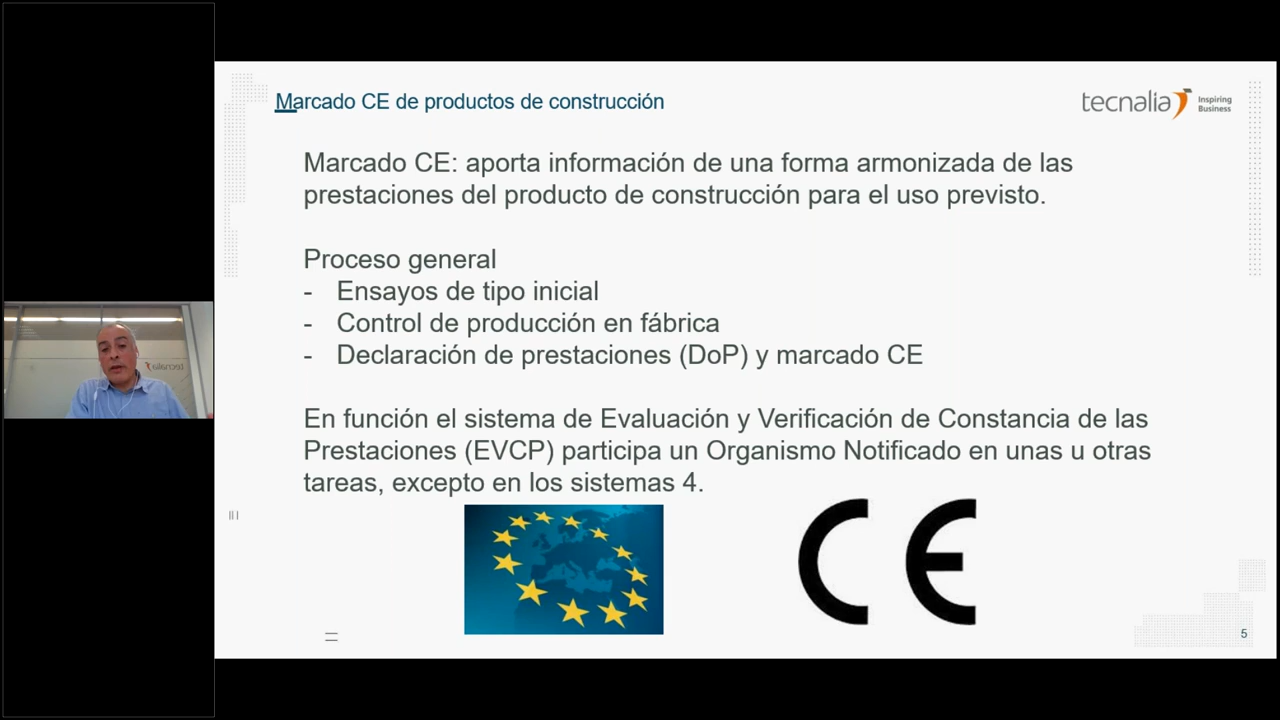 Marcado CE de productos de construcción
tecnalia Inspiring Business
Marcado CE: aporta información de una forma armonizada de las
prestaciones del producto de construcción para el uso previsto.
Proceso general
- Ensayos de tipo inicial
- Control de producción en fábrica
- Declaración de prestaciones (DoP) y marcado CE
En función el sistema de Evaluación y Verificación de Constancia de las
Prestaciones (EVCP) participa un Organismo Notificado en unas u otras
tareas, excepto en los sistemas 4.
CE
5
tecnalia